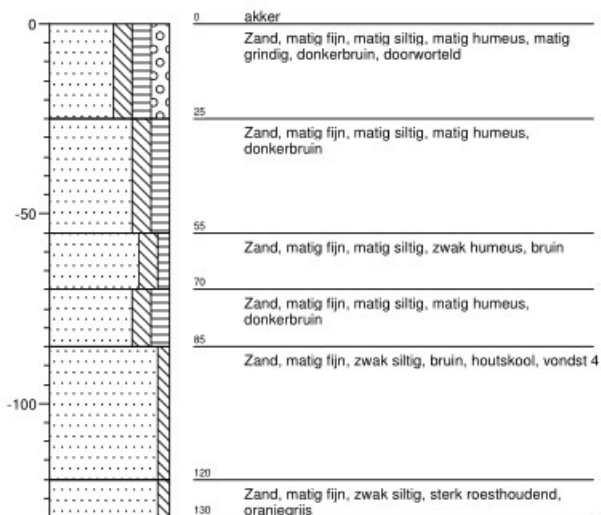 0 akker
0 Zand, matig fijn, matig siltig, matig humeus, matig
grindig, donkerbruin, doorworteld
25
Zand, matig fijn, matig siltig, matig humeus,
donkerbruin
-50
55
Zand, matig fijn, matig siltig, zwak humeus, bruin
70
Zand, matig fijn, matig siltig, matig humeus,
donkerbruin
85
Zand, matig fijn, zwak siltig, bruin, houtskool, vondst 4
-100
120
Zand, matig fijn, zwak siltig, sterk roesthoudend,
130 oranjegrijs